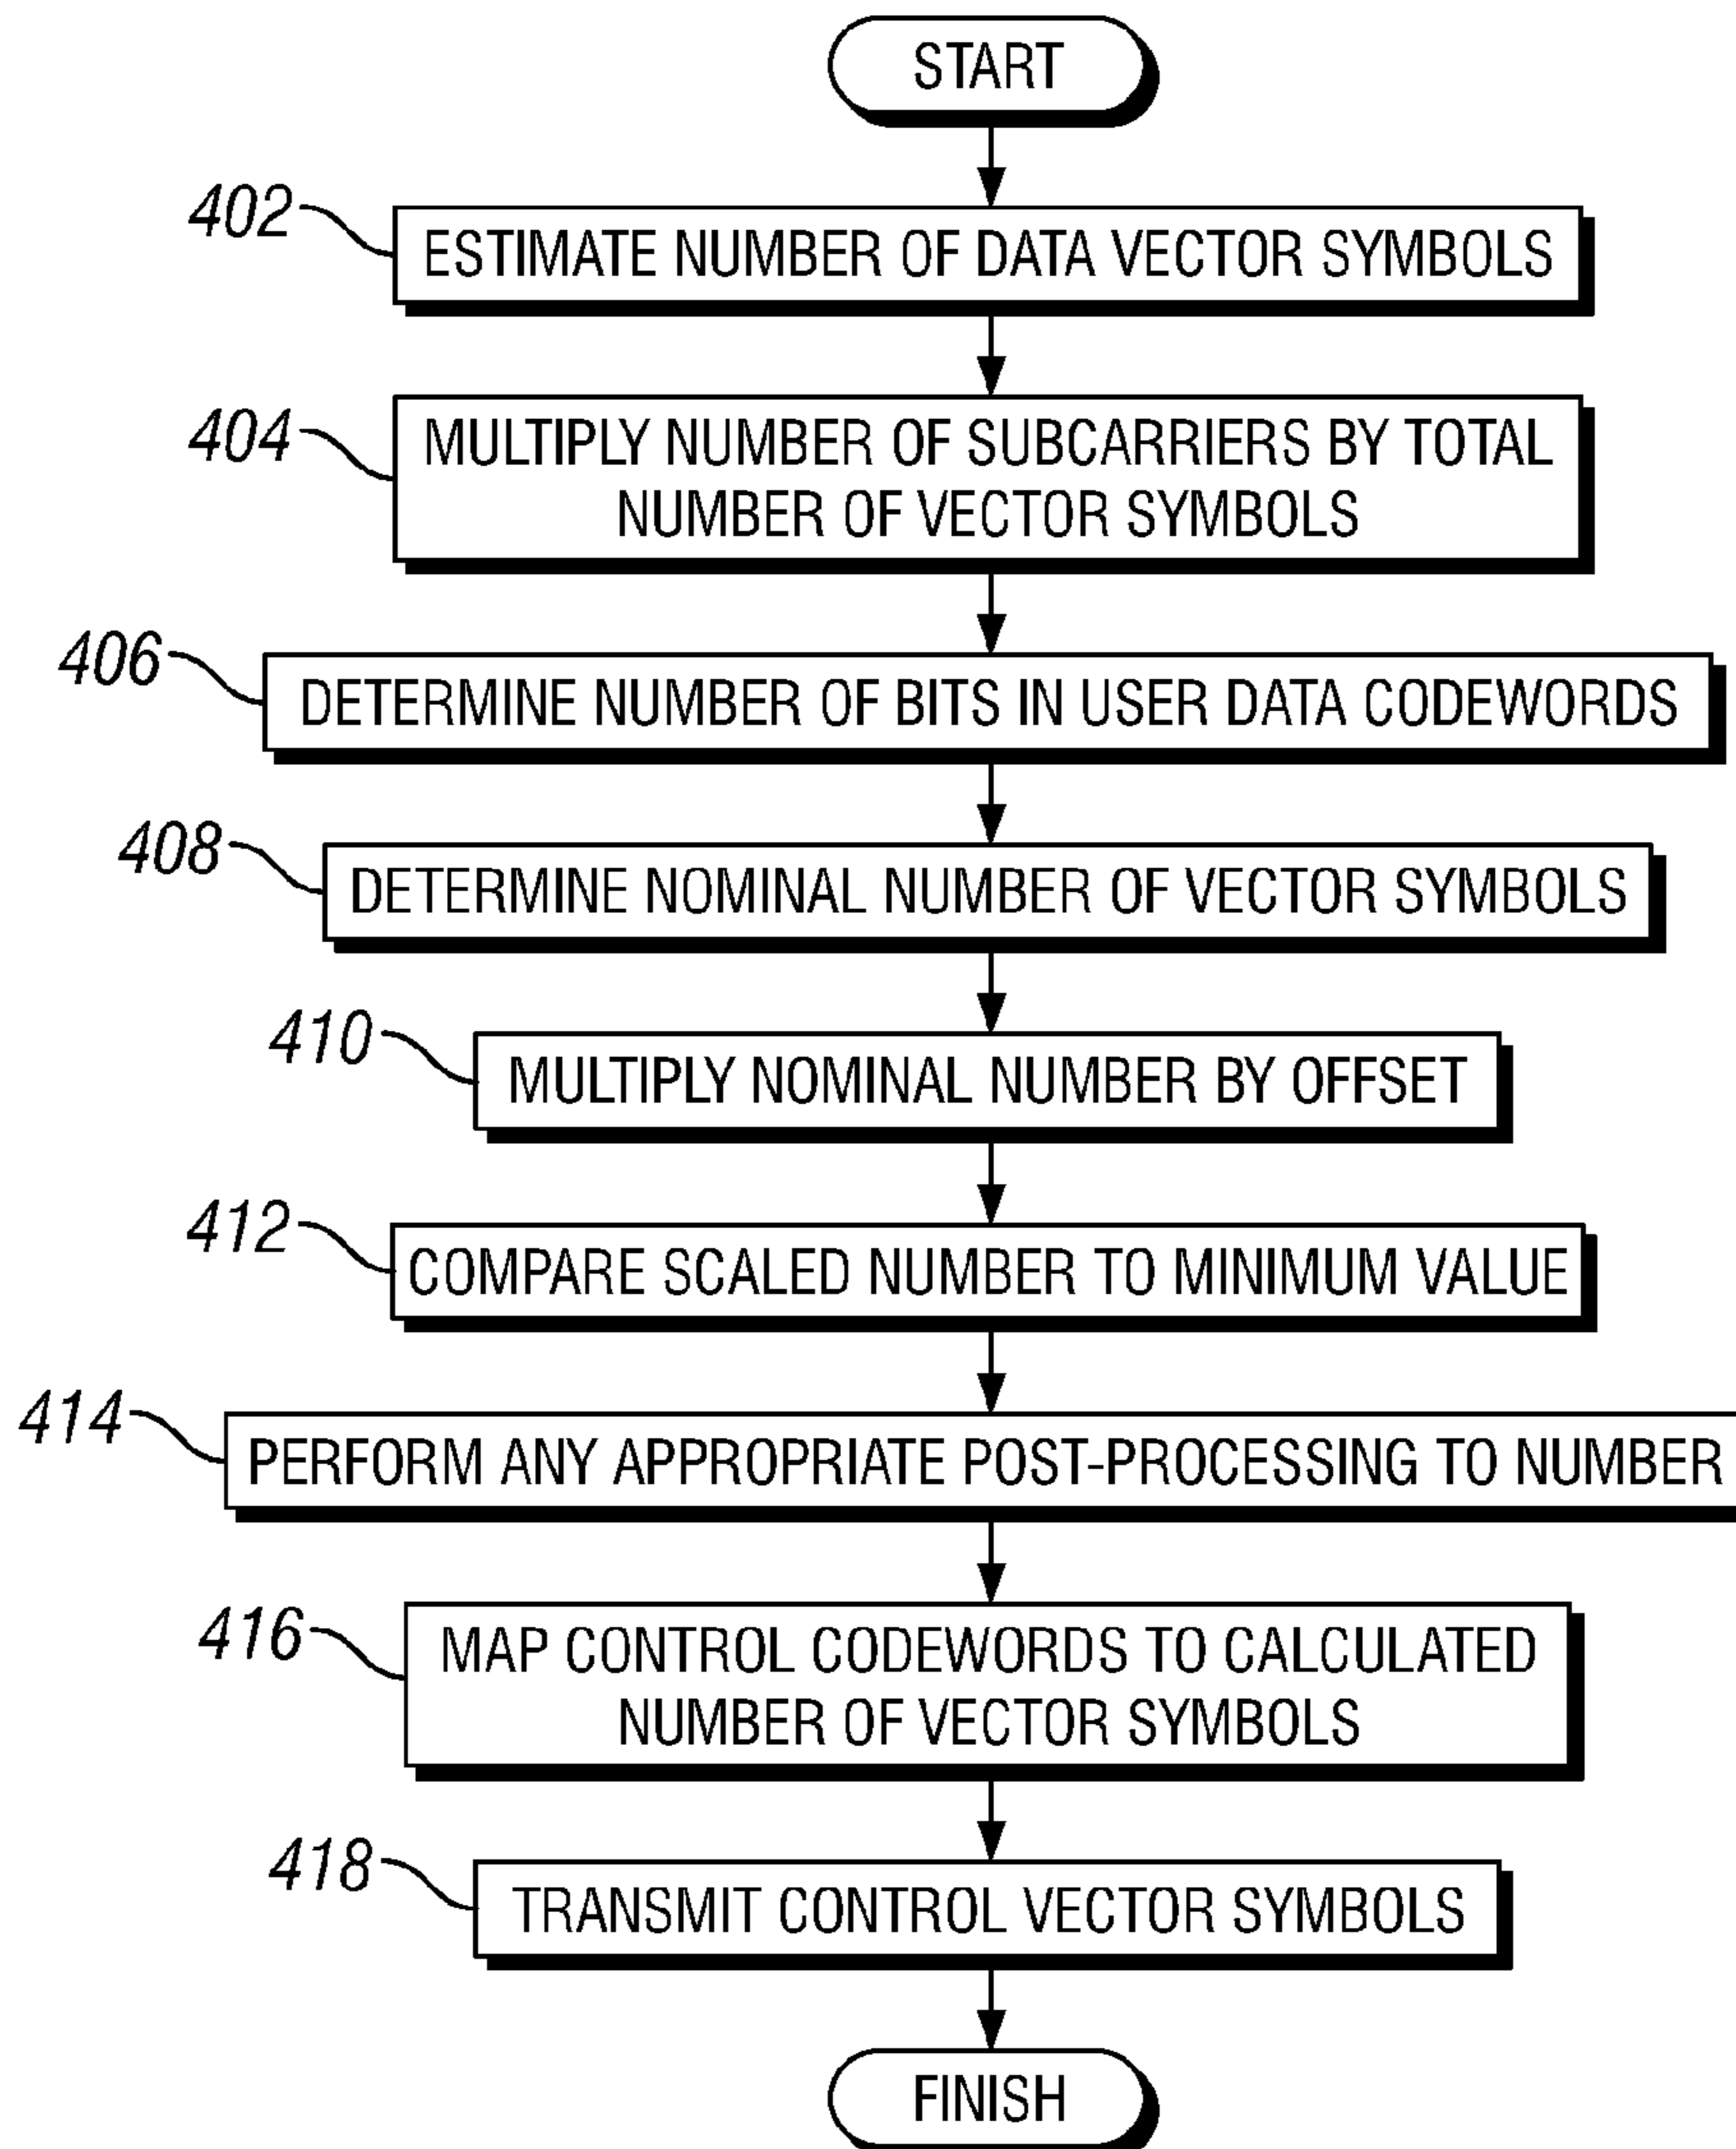 START
402
ESTIMATE NUMBER OF DATA VECTOR SYMBOLS
404
MULTIPLY NUMBER OF SUBCARRIERS BY TOTAL
NUMBER OF VECTOR SYMBOLS
406
DETERMINE NUMBER OF BITS IN USER DATA CODEWORDS
408
DETERMINE NOMINAL NUMBER OF VECTOR SYMBOLS
410
MULTIPLY NOMINAL NUMBER BY OFFSET
412
COMPARE SCALED NUMBER TO MINIMUM VALUE
414
PERFORM ANY APPROPRIATE POST-PROCESSING TO NUMBER
416
MAP CONTROL CODEWORDS TO CALCULATED
NUMBER OF VECTOR SYMBOLS
418
TRANSMIT CONTROL VECTOR SYMBOLS
FINISH